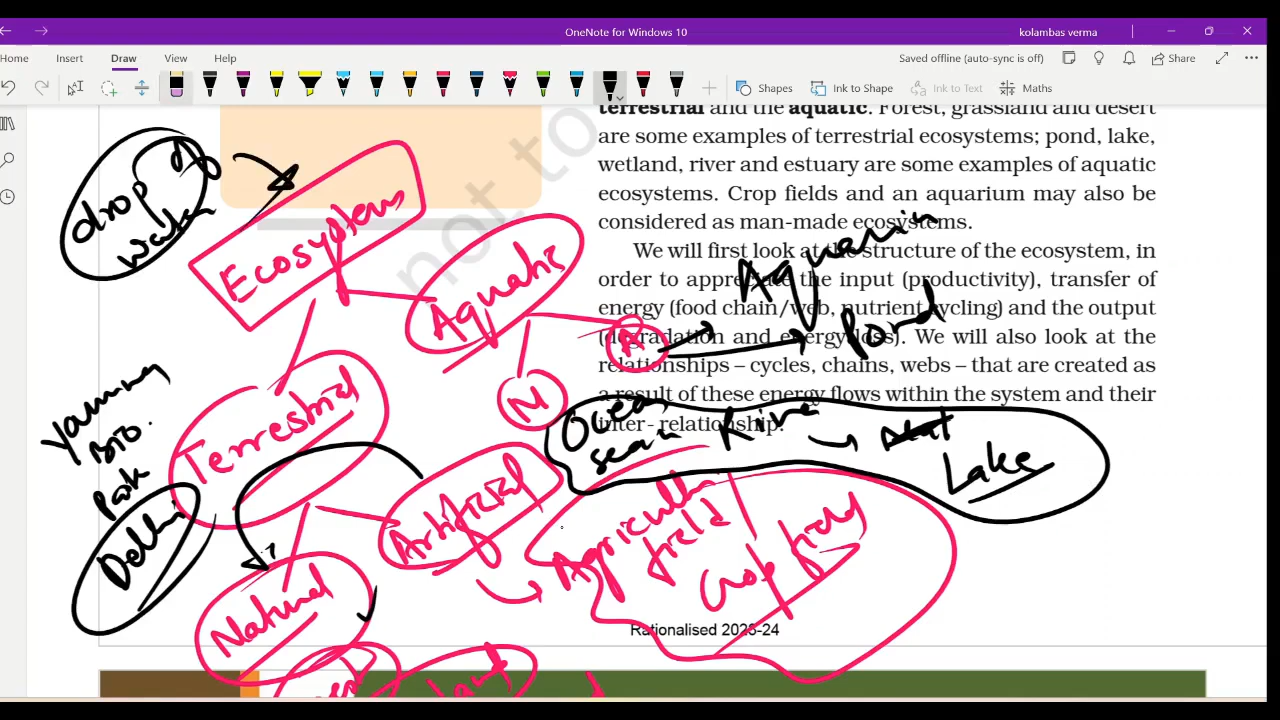 OneNote for Windows 10
kolambas verma
Home Insert Draw View Help
Saved offline (auto-sync is off)
Share
Shapes
Ink to Shape
Ink to Text
Maths
terrestrial and the aquatic. Forest, grassland and desert
are some examples of terrestrial ecosystems; pond, lake,
wetland, river and estuary are some examples of aquatic
ecosystems. Crop fields and an aquarium may also be
considered as man-made ecosystems.
We will first look at the structure of the ecosystem, in
order to appreciate the input (productivity), transfer of
energy (food chain/web, nutrient cycling) and the output
(degradation and energy loss). We will also look at the
relationships – cycles, chains, webs – that are created as
a result of these energy flows within the system and their
inter- relationship.
not to
drop of
water
Ecosystem
Aquatic
A
Pond
N
Terrestrial
Park
Delhi
Artificial
Natural
Lake
field
Crop field
Rationalised 2023-24